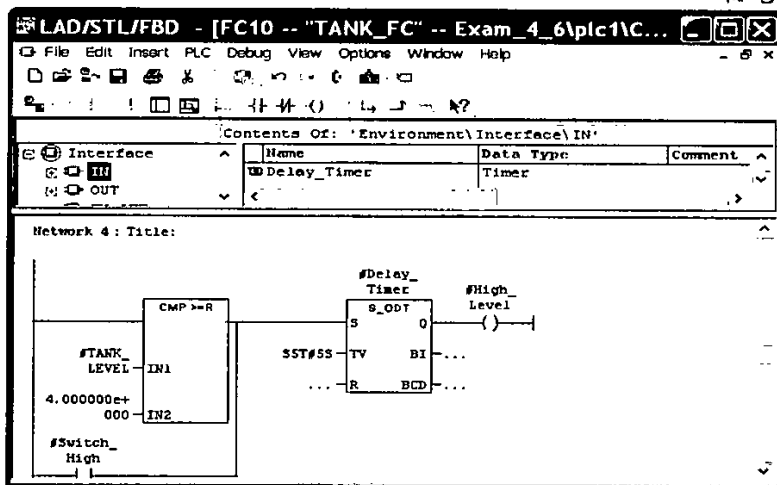 LAD/STL/FBD - [FC10 -- "TANK_FC" -- Exam_4_6\plc1\C...
File Edit Insert PLC Debug View Options Window Help
Contents Of: 'Environment\Interface\IN'
Interface
IN
OUT
Name Data Type Comment
Delay_Timer Timer
Network 4 : Title:
CMP >=R
#TANK_
LEVEL IN1
4.000000e+
000 IN2
#Switch_
High
#Delay_
Timer
S_ODT
S Q
S5T#5S TV BI ...
... R BCD ...
#High_
Level